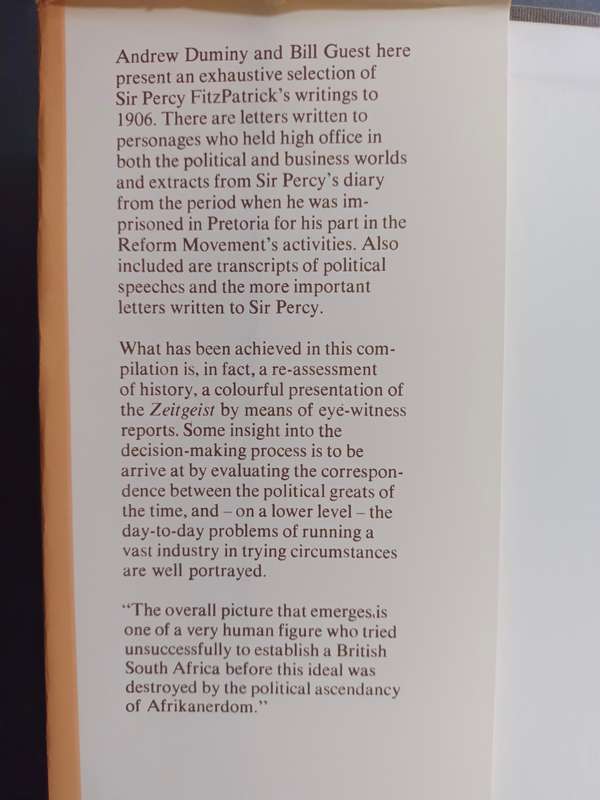 Andrew Duminy and Bill Guest here
present an exhaustive selection of
Sir Percy FitzPatrick's writings to
1906. There are letters written to
personages who held high office in
both the political and business worlds
and extracts from Sir Percy's diary
from the period when he was im-
prisoned in Pretoria for his part in the
Reform Movement's activities. Also
included are transcripts of political
speeches and the more important
letters written to Sir Percy.
What has been achieved in this com-
pilation is, in fact, a re-assessment
of history, a colourful presentation of
the Zeitgeist by means of eye-witness
reports. Some insight into the
decision-making process is to be
arrive at by evaluating the correspon-
dence between the political greats of
the time, and – on a lower level – the
day-to-day problems of running a
vast industry in trying circumstances
are well portrayed.
“The overall picture that emerges is
one of a very human figure who tried
unsuccessfully to establish a British
South Africa before this ideal was
destroyed by the political ascendancy
of Afrikanerdom.”